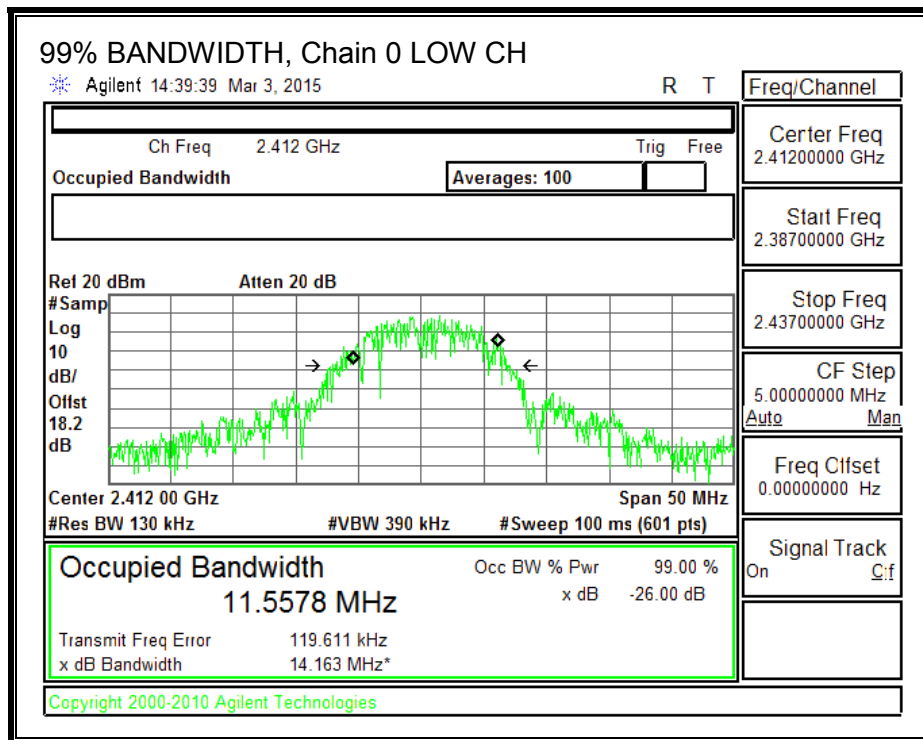 99% BANDWIDTH, Chain 0 LOW CH
Agilent 14:39:39 Mar 3, 2015 R T
Freq/Channel
Ch Freq 2.412 GHz Trig Free
Occupied Bandwidth Averages: 100
Center Freq
2.41200000 GHz
Start Freq
2.38700000 GHz
Stop Freq
2.43700000 GHz
CF Step
5.00000000 MHz
Auto Man
Freq Offset
0.00000000 Hz
Signal Track
On Off
Ref 20 dBm Atten 20 dB
#Samp
Log
10
dB/
Offst
18.2
dB
Center 2.412 00 GHz Span 50 MHz
#Res BW 130 kHz #VBW 390 kHz #Sweep 100 ms (601 pts)
Occupied Bandwidth Occ BW % Pwr 99.00 %
11.5578 MHz x dB -26.00 dB
Transmit Freq Error 119.611 kHz
x dB Bandwidth 14.163 MHz*
Copyright 2000-2010 Agilent Technologies